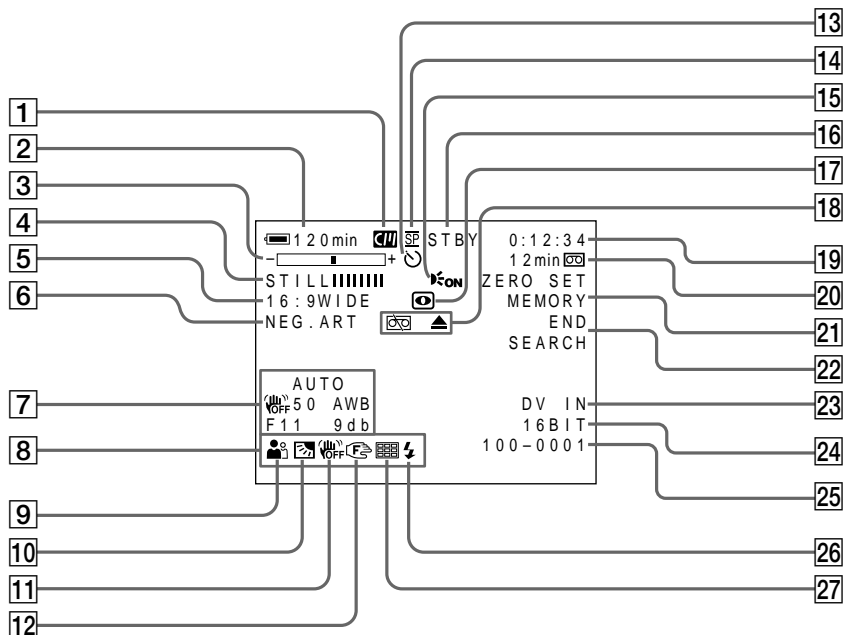 13
14
15
16
17
18
1
2
3
4
5
6
120min SP STBY 0:12:34
- + 12min
STILL ON ZERO SET
16:9WIDE MEMORY
NEG.ART END
SEARCH
19
20
21
22
7
8
AUTO
OFF 50 AWB DV IN
F11 9db 16BIT
OFF F 100-0001
23
24
25
9
10
11
12
26
27